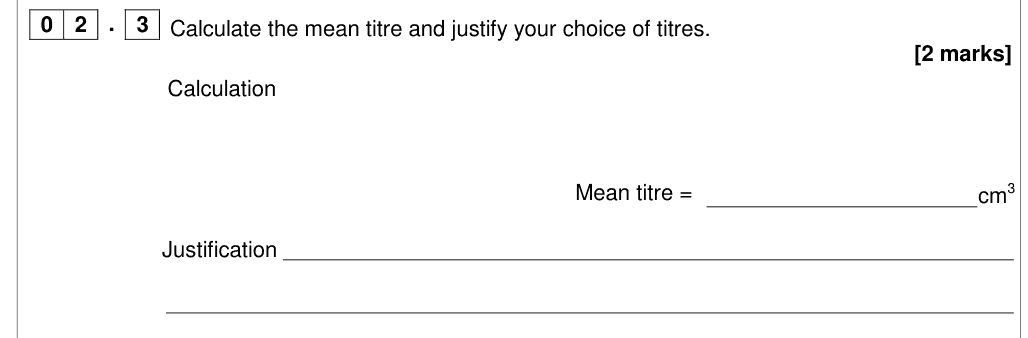 0 2 . 3 Calculate the mean titre and justify your choice of titres.
[2 marks]
Calculation
Mean titre = cm³
Justification